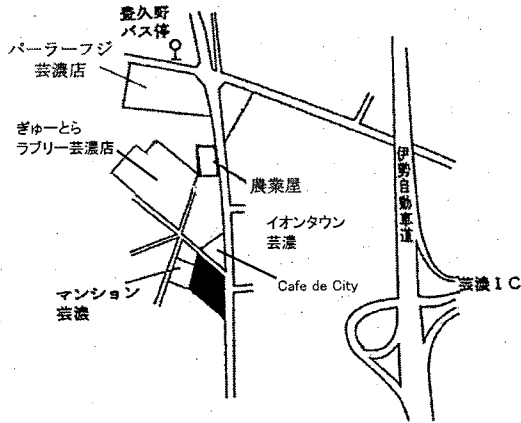 豊久野
バス停
パーラーフジ
芸濃店
ぎゅーとら
ラブリー芸濃店
農業屋
イオンタウン
芸濃
伊勢自動車道
Cafe de City
芸濃IC
マンション
芸濃